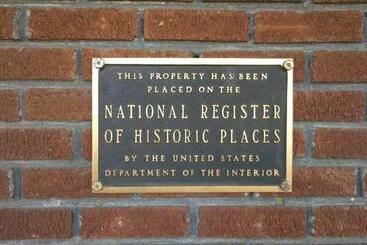 THIS PROPERTY HAS BEEN
PLACED ON THE
NATIONAL REGISTER
OF HISTORIC PLACES
BY THE UNITED STATES
DEPARTMENT OF THE INTERIOR